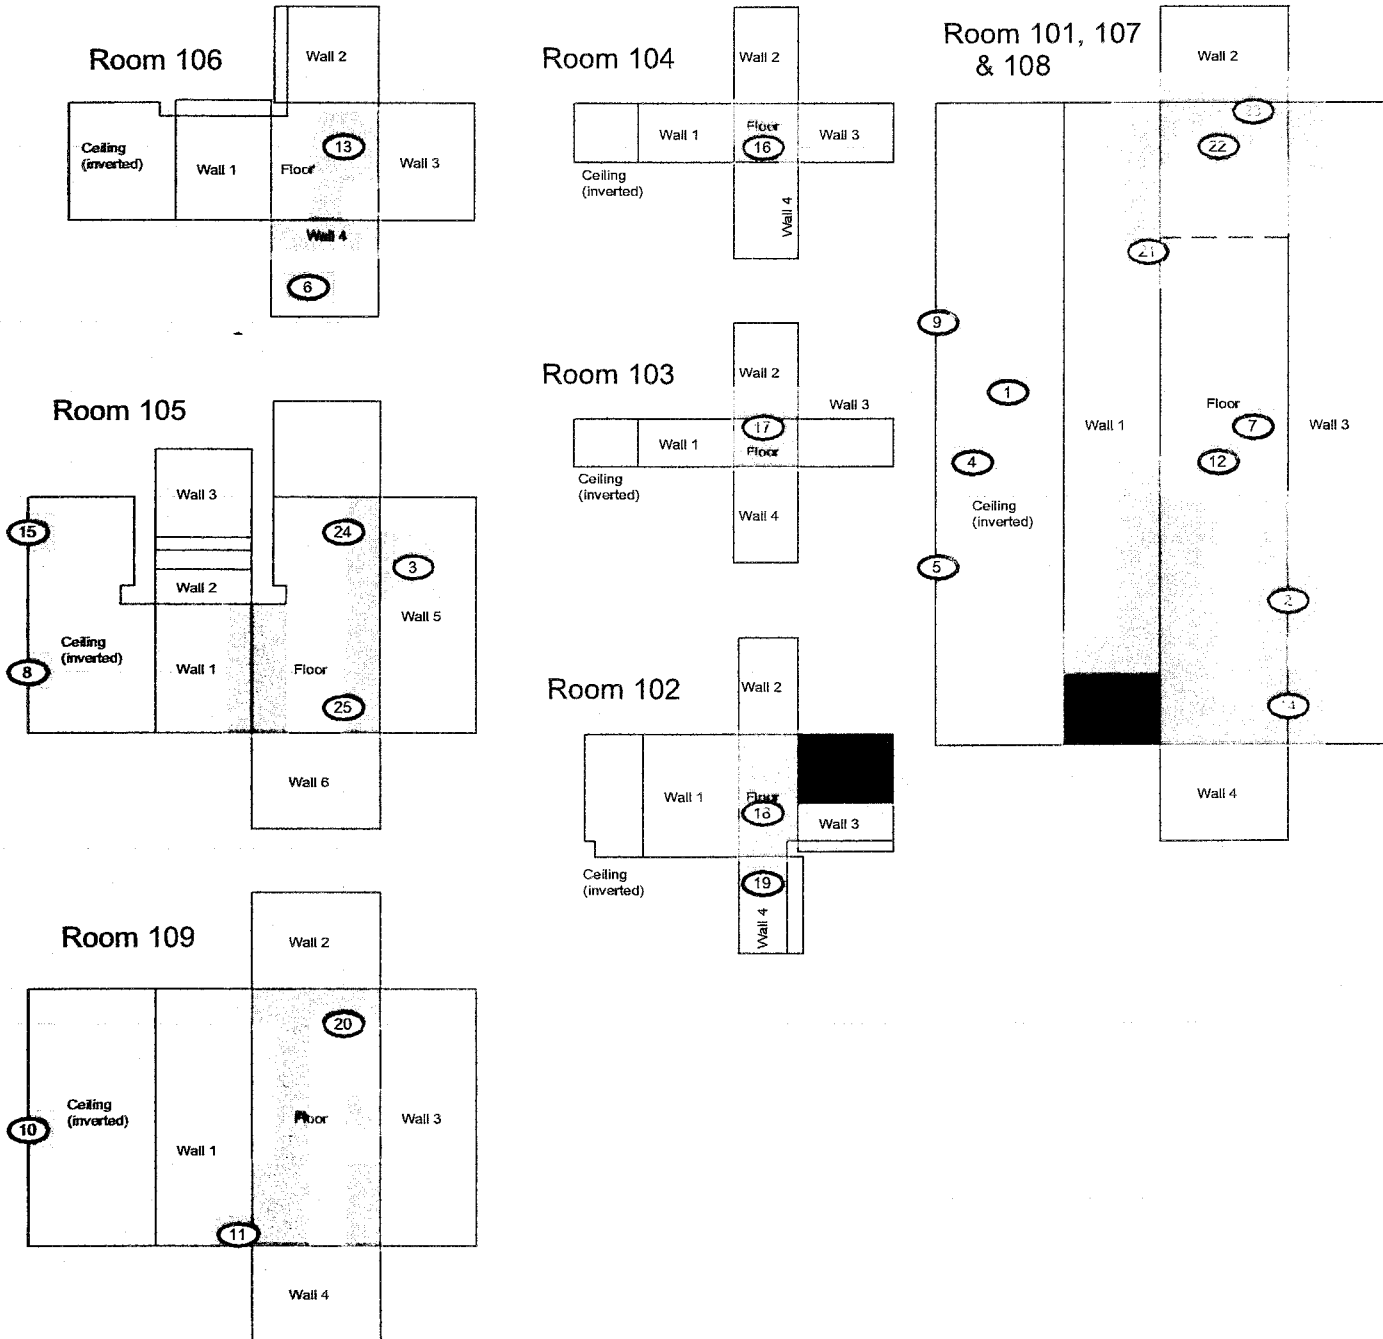 Room 106
Wall 2
Ceiling
(inverted)
Wall 1
Floor
13
Wall 3
Wall 4
6
Room 104
Wall 2
Wall 1
Floor
16
Wall 3
Ceiling
(inverted)
Wall 4
Room 101, 107
& 108
Wall 2
23
22
21
9
1
4
Ceiling
(inverted)
5
Wall 1
Floor
7
12
Wall 3
2
14
Wall 4
Room 105
Wall 3
15
24
3
Wall 2
Wall 5
Ceiling
(inverted)
8
Wall 1
Floor
25
Wall 6
Room 103
Wall 2
Wall 3
17
Wall 1
Floor
Ceiling
(inverted)
Wall 4
Room 102
Wall 2
Wall 1
Floor
18
Wall 3
Ceiling
(inverted)
19
Wall 4
Room 109
Wall 2
20
Ceiling
(inverted)
10
Wall 1
Floor
Wall 3
11
Wall 4